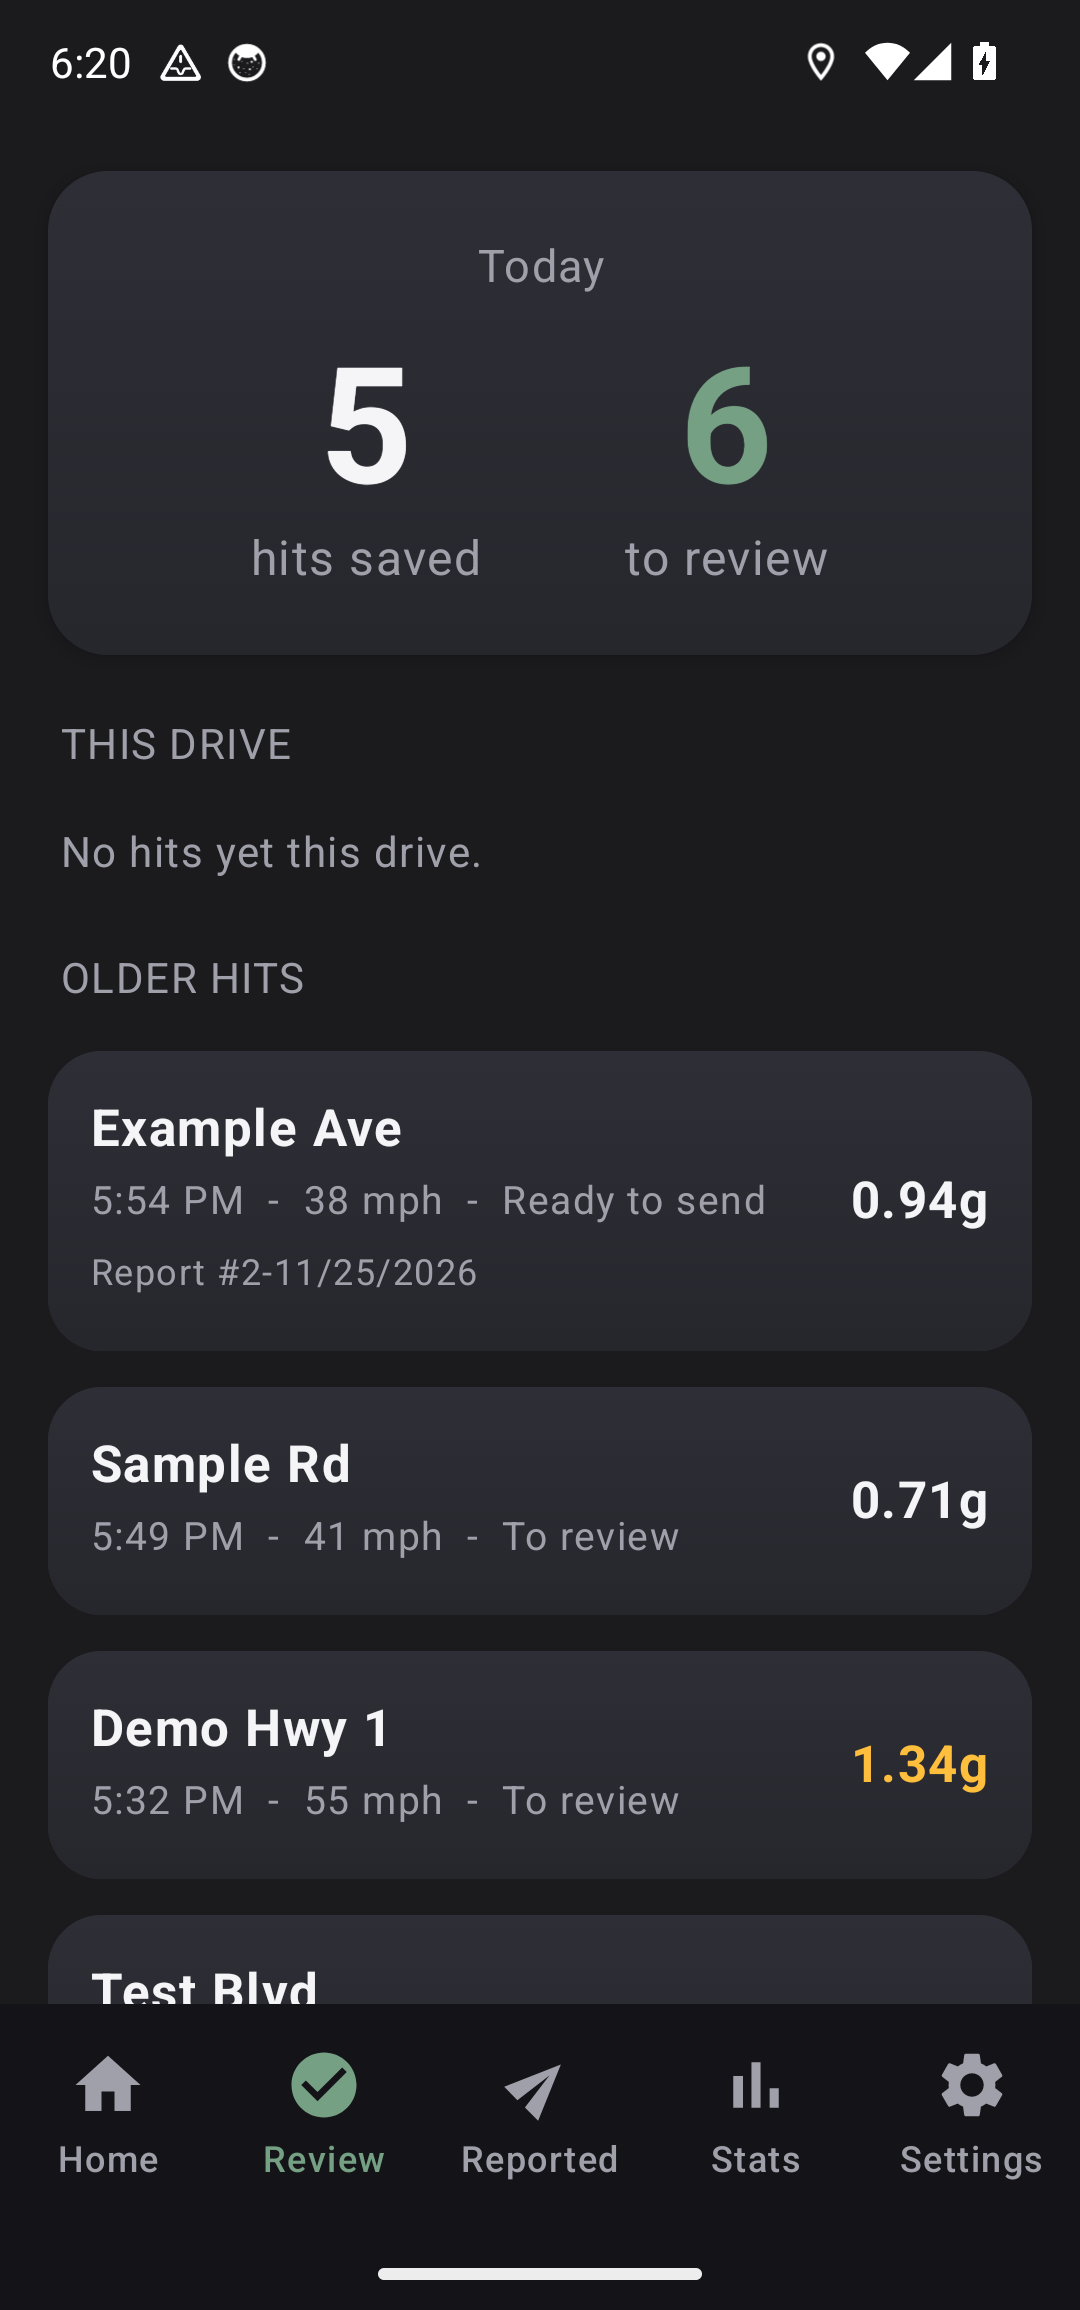 6:20
Today
5 6
hits saved to review
THIS DRIVE
No hits yet this drive.
OLDER HITS
Example Ave
5:54 PM - 38 mph - Ready to send 0.94g
Report #2-11/25/2026
Sample Rd
5:49 PM - 41 mph - To review 0.71g
Demo Hwy 1
5:32 PM - 55 mph - To review 1.34g
Test Blvd
Home Review Reported Stats Settings